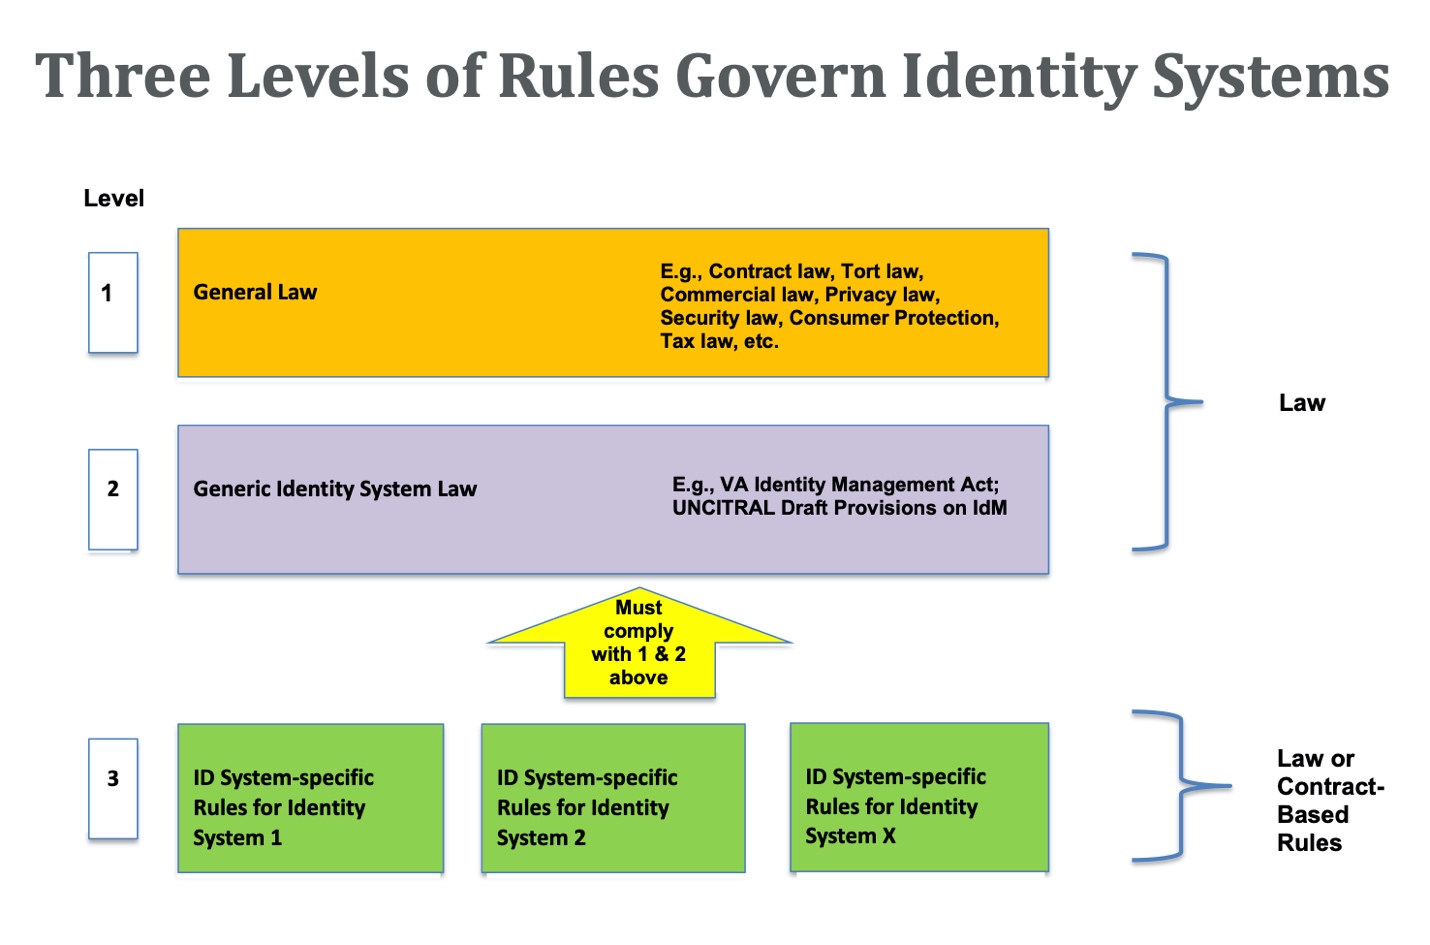 Three Levels of Rules Govern Identity Systems
Level
1
General Law
E.g., Contract law, Tort law,
Commercial law, Privacy law,
Security law, Consumer Protection,
Tax law, etc.
Law
2
Generic Identity System Law
E.g., VA Identity Management Act;
UNCITRAL Draft Provisions on IdM
Must
comply
with 1 & 2
above
3
ID System-specific
Rules for Identity
System 1
ID System-specific
Rules for Identity
System 2
ID System-specific
Rules for Identity
System X
Law or
Contract-
Based
Rules